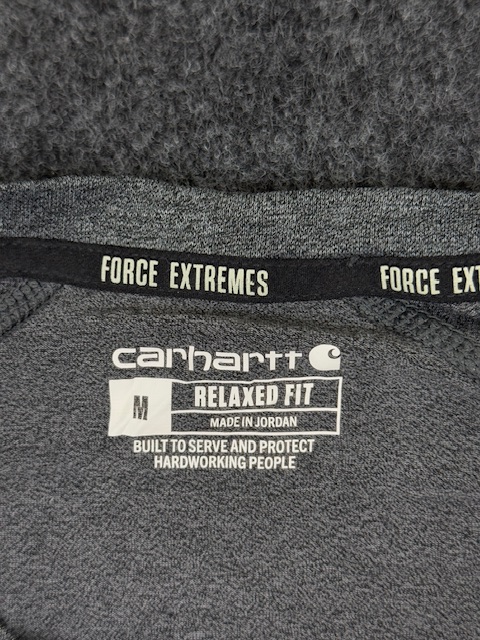 FORCE EXTREMES FORCE EXT
carhartt
M RELAXED FIT
MADE IN JORDAN
BUILT TO SERVE AND PROTECT
HARDWORKING PEOPLE